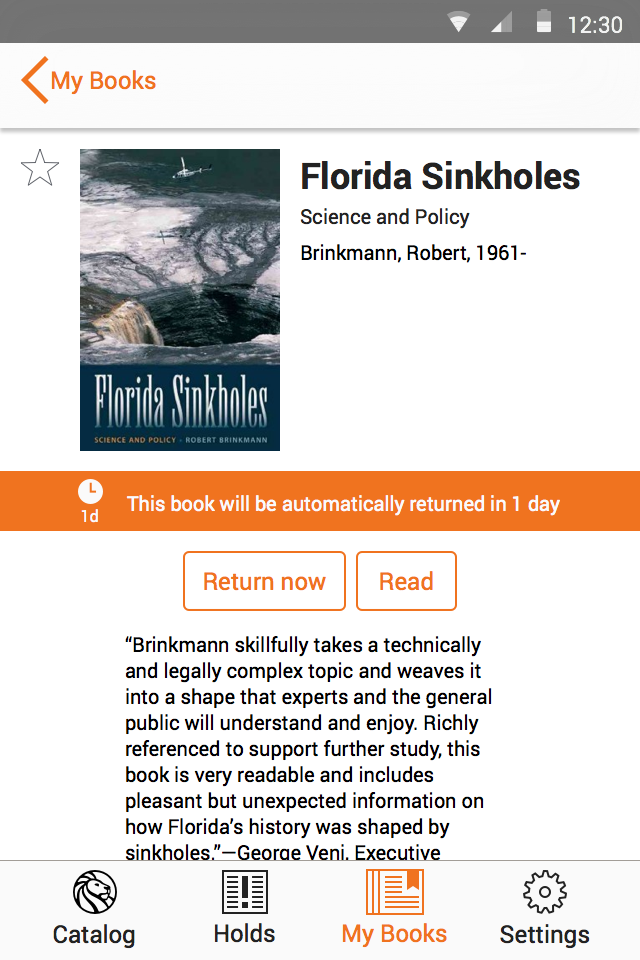 12:30
My Books
Florida Sinkholes
Science and Policy
Brinkmann, Robert, 1961-
Florida Sinkholes
SCIENCE AND POLICY - ROBERT BRINKMANN
1d
This book will be automatically returned in 1 day
Return now
Read
“Brinkmann skillfully takes a technically
and legally complex topic and weaves it
into a shape that experts and the general
public will understand and enjoy. Richly
referenced to support further study, this
book is very readable and includes
pleasant but unexpected information on
how Florida’s history was shaped by
sinkholes.”—George Veni, Executive
Catalog
Holds
My Books
Settings